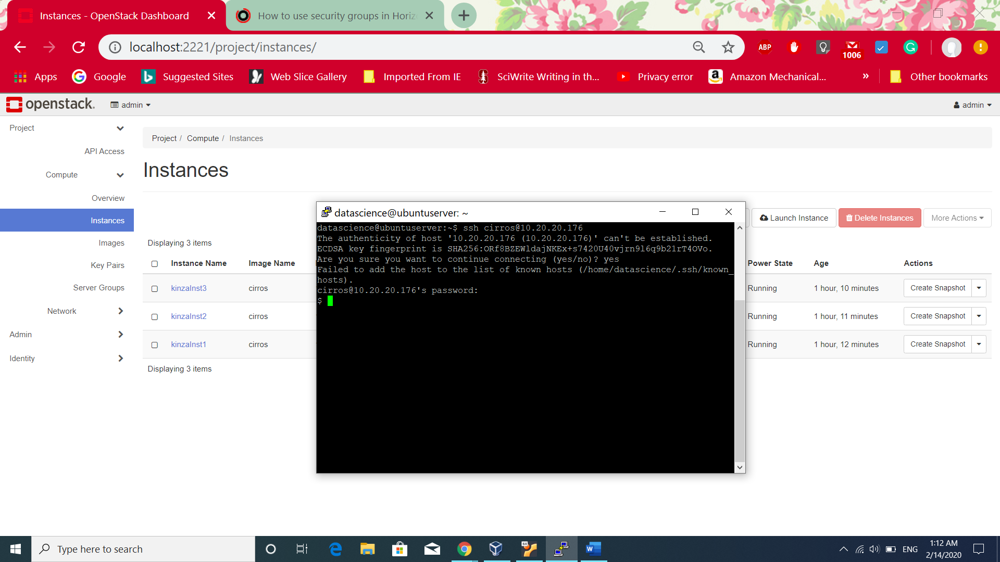 Instances - OpenStack Dashboard
How to use security groups in Horiz
localhost:2221/project/instances/
ABP
1006
Apps
Google
Suggested Sites
Web Slice Gallery
Imported From IE
SciWrite Writing in th...
Privacy error
Amazon Mechanical...
»
Other bookmarks
openstack.
admin
admin
Project
API Access
Compute
Overview
Instances
Images
Key Pairs
Server Groups
Network
Admin
Identity
Project / Compute / Instances
Instances
Launch Instance
Delete Instances
More Actions
Displaying 3 items
Instance Name Image Name Power State Age Actions
kinzaInst3 cirros Running 1 hour, 10 minutes Create Snapshot
kinzaInst2 cirros Running 1 hour, 11 minutes Create Snapshot
kinzaInst1 cirros Running 1 hour, 12 minutes Create Snapshot
Displaying 3 items
datascience@ubuntuserver: ~
datascience@ubuntuserver:~$ ssh cirros@10.20.20.176
The authenticity of host '10.20.20.176 (10.20.20.176)' can't be established.
ECDSA key fingerprint is SHA256:ORf8BZEWldajNKEx+s7420U40vjrn9l6q9b21rT4OVo.
Are you sure you want to continue connecting (yes/no)? yes
Failed to add the host to the list of known hosts (/home/datascience/.ssh/known_
hosts).
cirros@10.20.20.176's password:
$
Type here to search
64
ENG
1:12 AM
2/14/2020